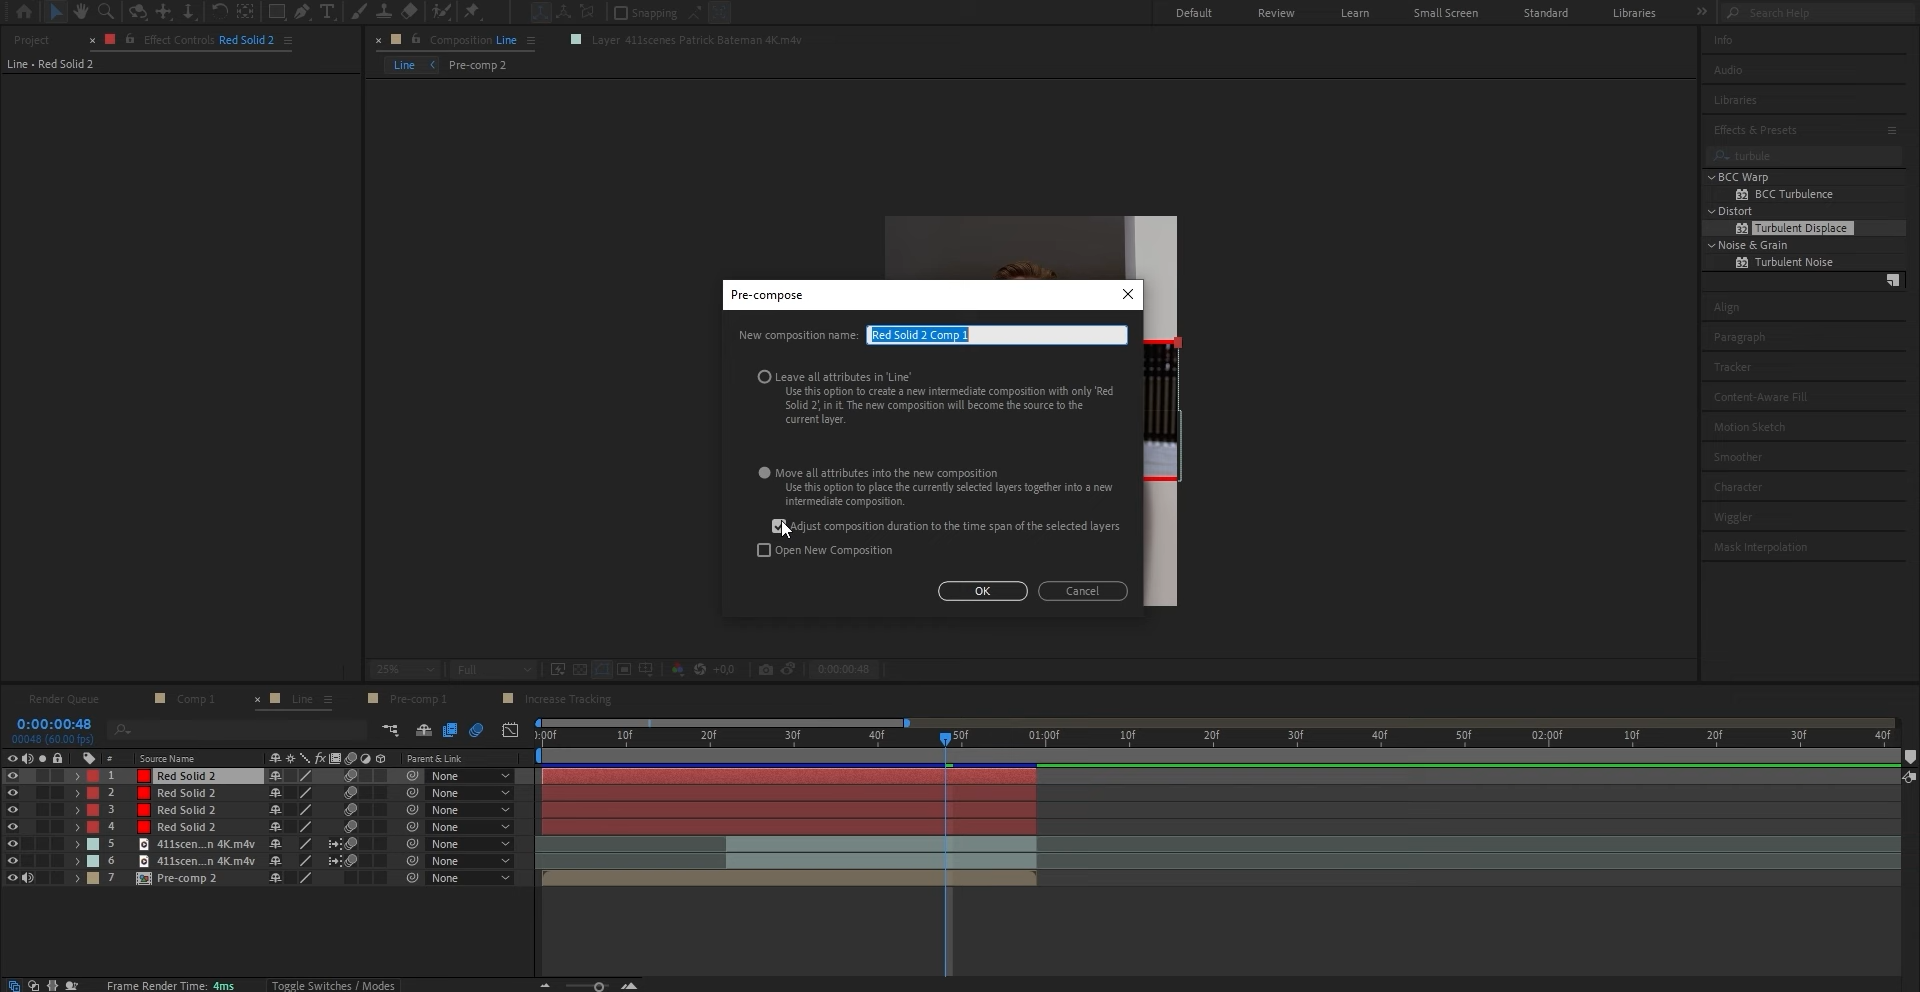 Snapping
Default
Review
Learn
Small Screen
Standard
Libraries
Search Help
Project
Effect Controls Red Solid 2
Composition Line
Layer 411scenes Patrick Bateman 4K.m4v
Line • Red Solid 2
Line
Pre-comp 2
Info
Audio
Libraries
Effects & Presets
turbule
BCC Warp
32 BCC Turbulence
Distort
32 Turbulent Displace
Noise & Grain
32 Turbulent Noise
Align
Paragraph
Tracker
Content-Aware Fill
Motion Sketch
Smoother
Character
Wiggler
Mask Interpolation
Pre-compose
New composition name: Red Solid 2 Comp 1
Leave all attributes in 'Line'
Use this option to create a new intermediate composition with only 'Red
Solid 2', in it. The new composition will become the source to the
current layer.
Move all attributes into the new composition
Use this option to place the currently selected layers together into a new
intermediate composition.
Adjust composition duration to the time span of the selected layers
Open New Composition
OK
Cancel
25%
Full
+0,0
0:00:00:48
Render Queue
Comp 1
Line
Pre-comp 1
Increase Tracking
0:00:00:48
00048 (60.00 fps)
):00f 10f 20f 30f 40f 50f 01:00f 10f 20f 30f 40f 50f 02:00f 10f 20f 30f 40f
# Source Name fx Parent & Link
1 Red Solid 2 None
2 Red Solid 2 None
3 Red Solid 2 None
4 Red Solid 2 None
5 411scen...n 4K.m4v None
6 411scen...n 4K.m4v None
7 Pre-comp 2 None
Frame Render Time: 4ms
Toggle Switches / Modes